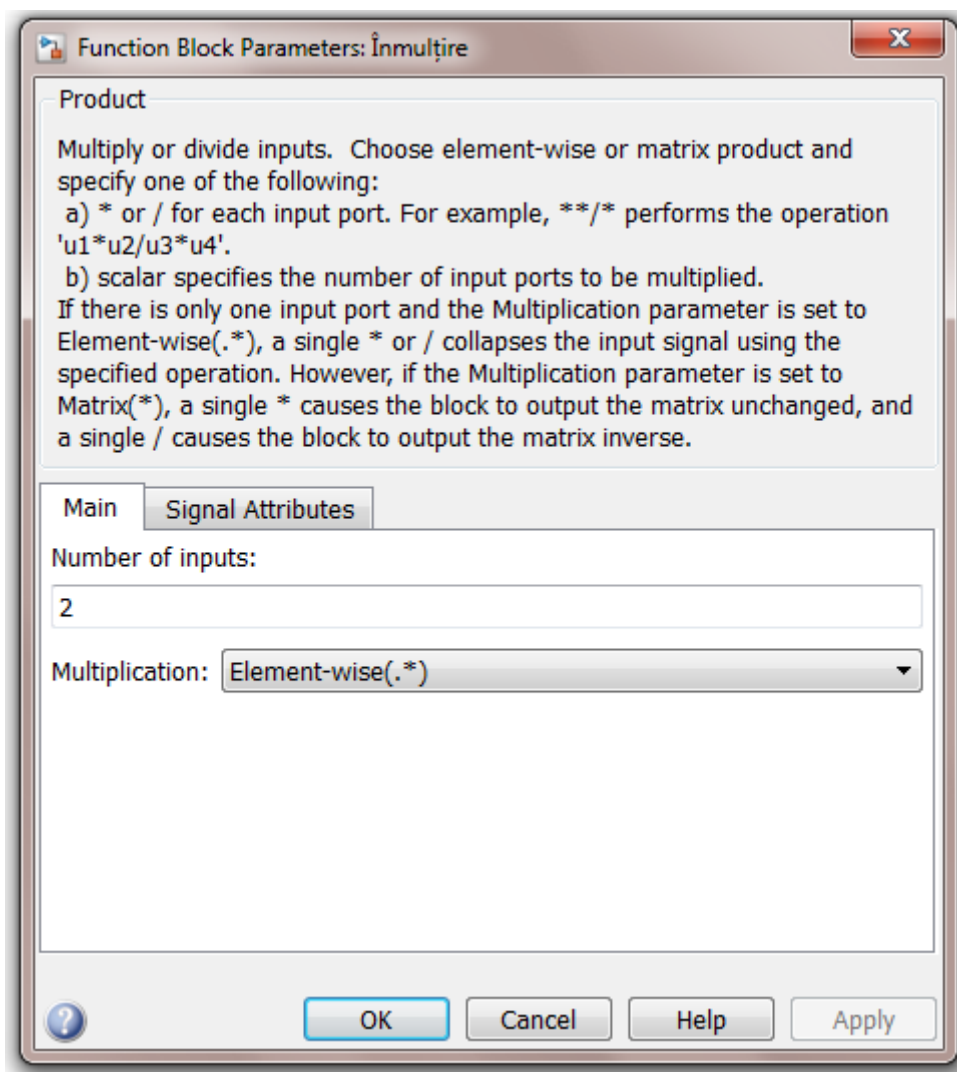 Function Block Parameters: Înmulțire
Product
Multiply or divide inputs.  Choose element-wise or matrix product and
specify one of the following:
a) * or / for each input port. For example, **/* performs the operation
'u1*u2/u3*u4'.
b) scalar specifies the number of input ports to be multiplied.
If there is only one input port and the Multiplication parameter is set to
Element-wise(.*), a single * or / collapses the input signal using the
specified operation. However, if the Multiplication parameter is set to
Matrix(*), a single * causes the block to output the matrix unchanged, and
a single / causes the block to output the matrix inverse.
Main Signal Attributes
Number of inputs:
2
Multiplication: Element-wise(.*)
OK Cancel Help Apply